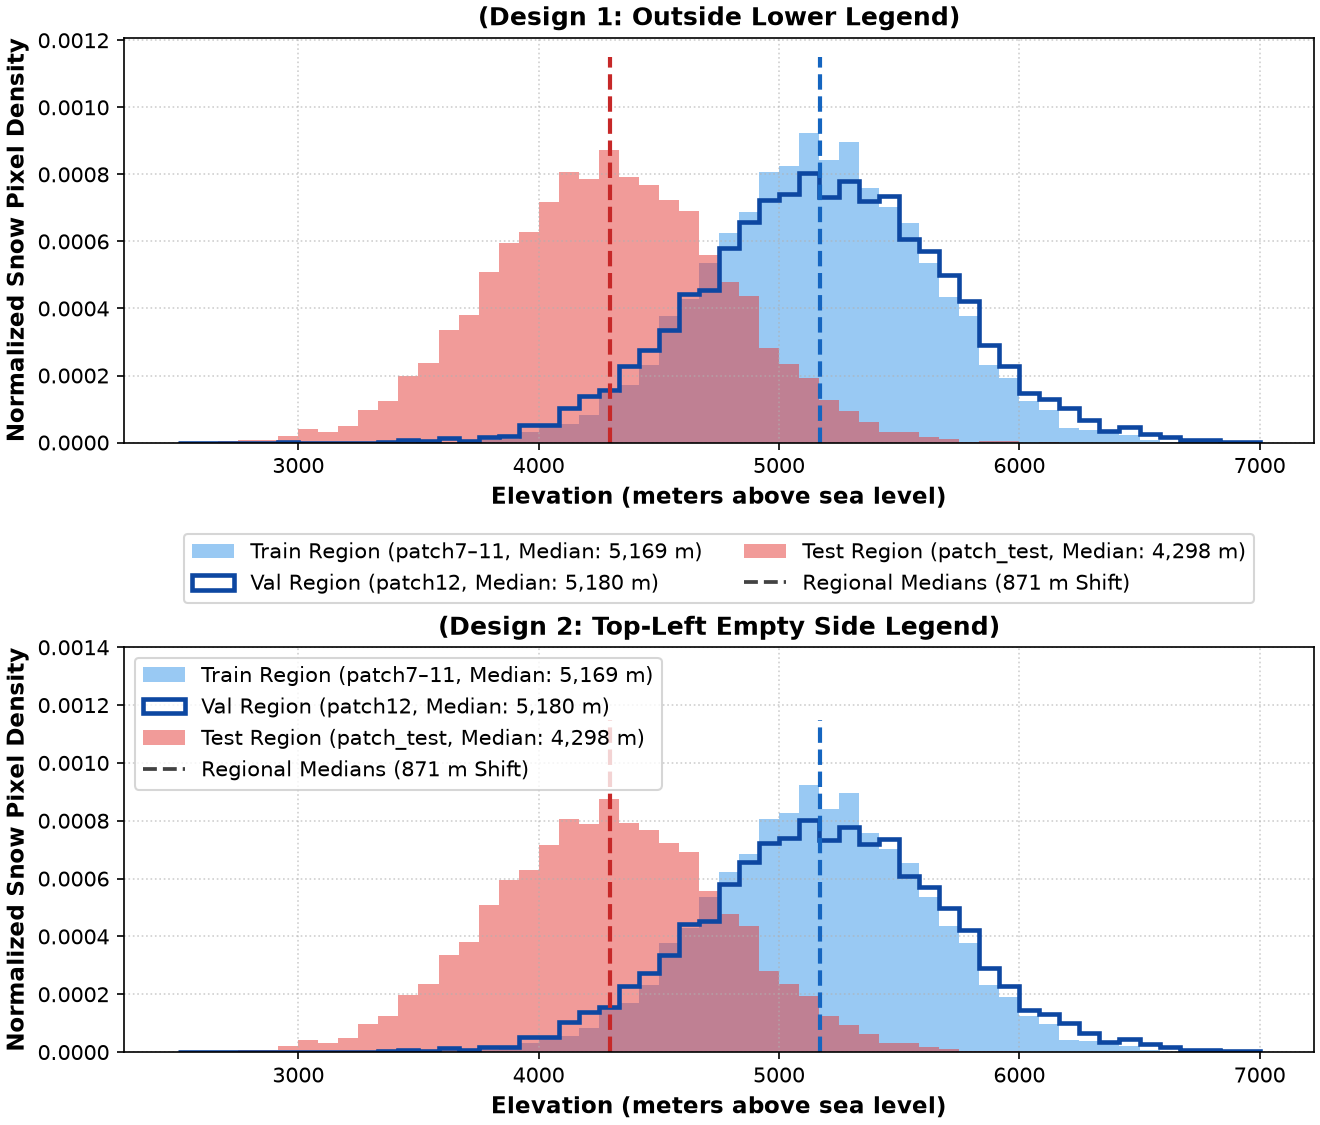 (Design 1: Outside Lower Legend)
Normalized Snow Pixel Density
0.0012
0.0010
0.0008
0.0006
0.0004
0.0002
0.0000
3000 4000 5000 6000 7000
Elevation (meters above sea level)
Train Region (patch7–11, Median: 5,169 m)
Val Region (patch12, Median: 5,180 m)
Test Region (patch_test, Median: 4,298 m)
Regional Medians (871 m Shift)
(Design 2: Top-Left Empty Side Legend)
Normalized Snow Pixel Density
0.0014
0.0012
0.0010
0.0008
0.0006
0.0004
0.0002
0.0000
Train Region (patch7–11, Median: 5,169 m)
Val Region (patch12, Median: 5,180 m)
Test Region (patch_test, Median: 4,298 m)
Regional Medians (871 m Shift)
3000 4000 5000 6000 7000
Elevation (meters above sea level)